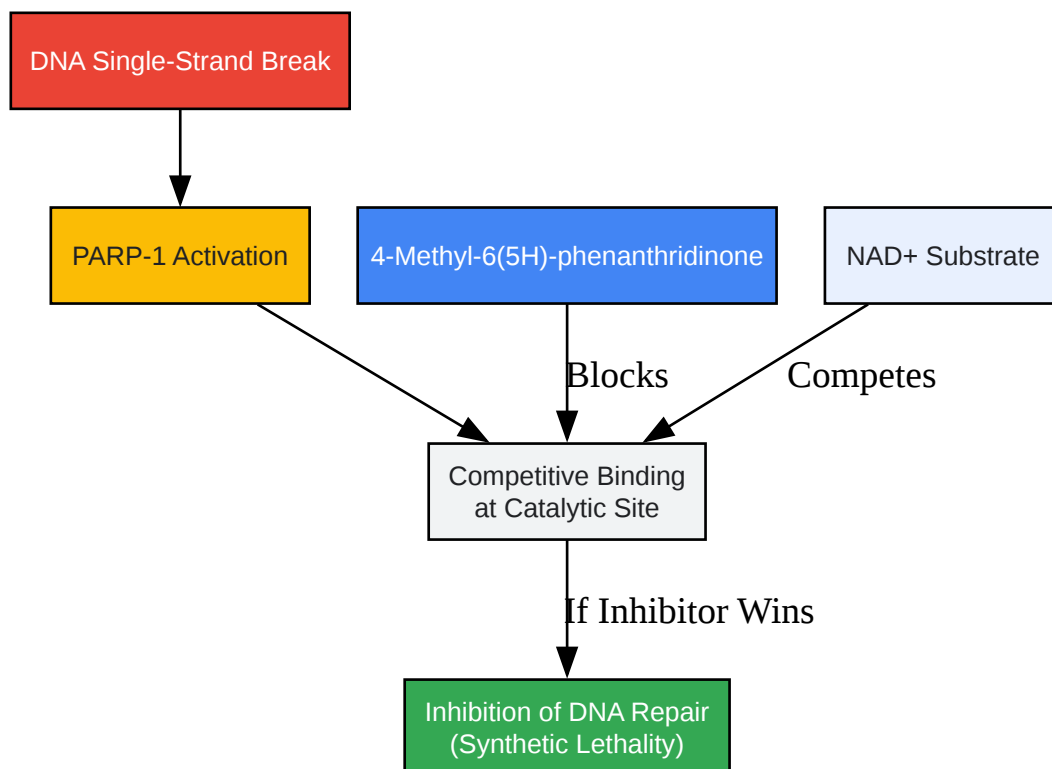 DNA Single-Strand Break
PARP-1 Activation
4-Methyl-6(5H)-phenanthridinone
NAD+ Substrate
Blocks
Competes
Competitive Binding
at Catalytic Site
If Inhibitor Wins
Inhibition of DNA Repair
(Synthetic Lethality)